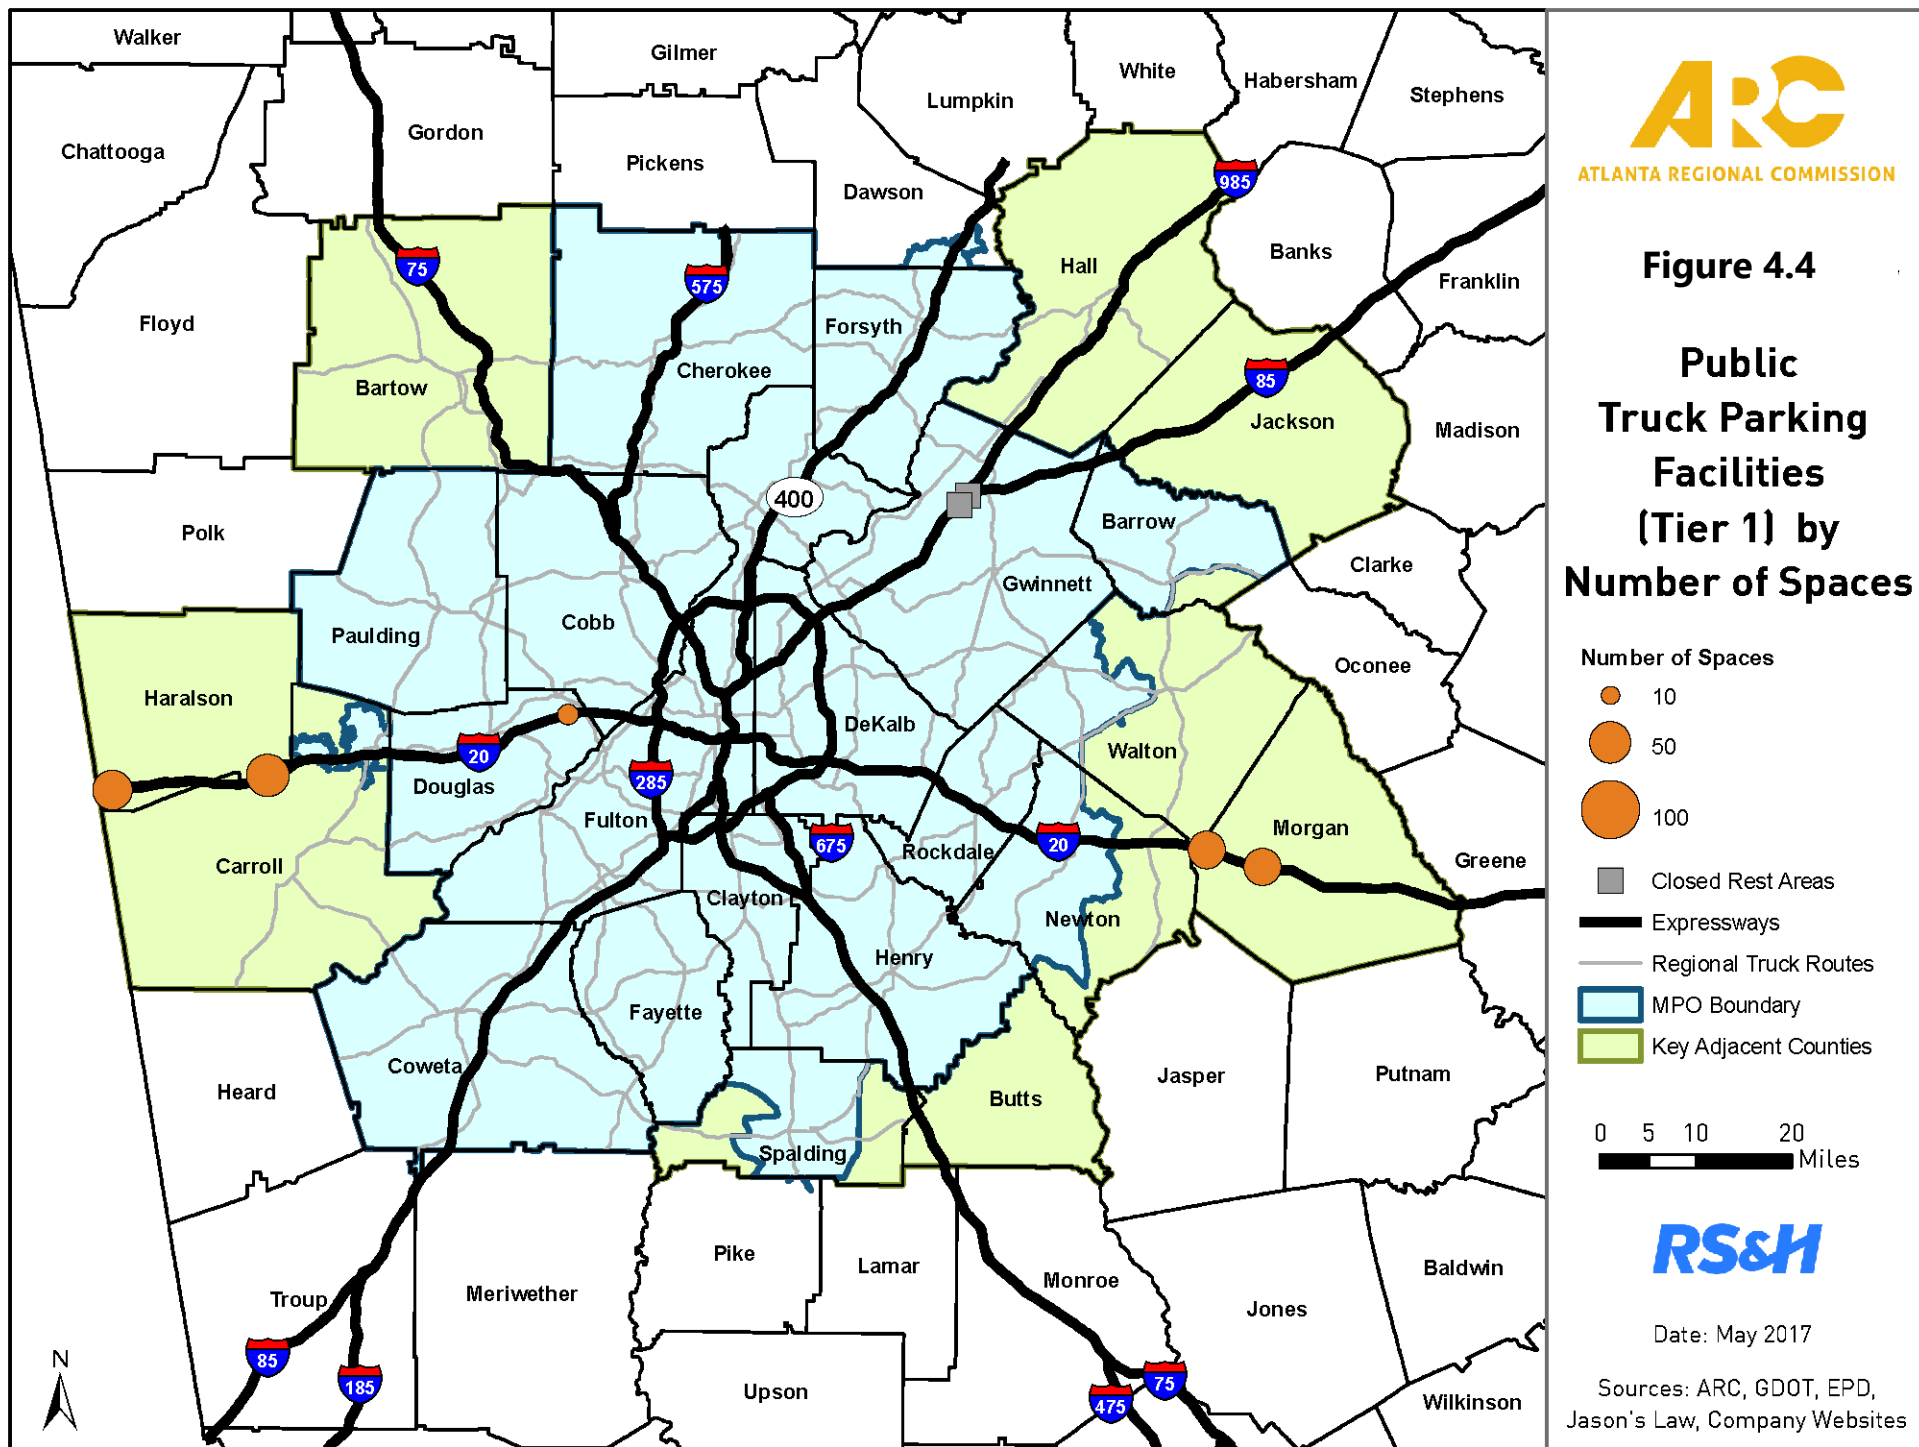 Walker
Gilmer
White
Habersham
Stephens
Lumpkin
Chattooga
Gordon
Pickens
Dawson
985
Banks
Franklin
Hall
75
575
Floyd
Forsyth
Cherokee
Bartow
85
Jackson
Madison
400
Polk
Barrow
Clarke
Gwinnett
Cobb
Paulding
Oconee
Haralson
DeKalb
Walton
20
Douglas
285
Fulton
Morgan
675
Rockdale
20
Greene
Carroll
Clayton
Newton
Henry
Fayette
Coweta
Jasper
Putnam
Heard
Butts
Spalding
Pike
Lamar
Monroe
Baldwin
Meriwether
Troup
Jones
85
185
Upson
475
75
Wilkinson
N
ARC
ATLANTA REGIONAL COMMISSION
Figure 4.4
Public
Truck Parking
Facilities
(Tier 1) by
Number of Spaces
Number of Spaces
10
50
100
Closed Rest Areas
Expressways
Regional Truck Routes
MPO Boundary
Key Adjacent Counties
0 5 10 20
Miles
RS&H
Date: May 2017
Sources: ARC, GDOT, EPD,
Jason's Law, Company Websites